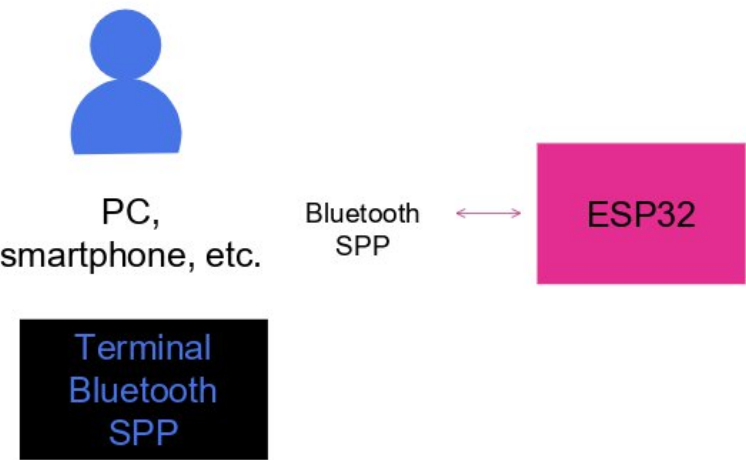 PC,
smartphone, etc.
Bluetooth
SPP
ESP32
Terminal
Bluetooth
SPP